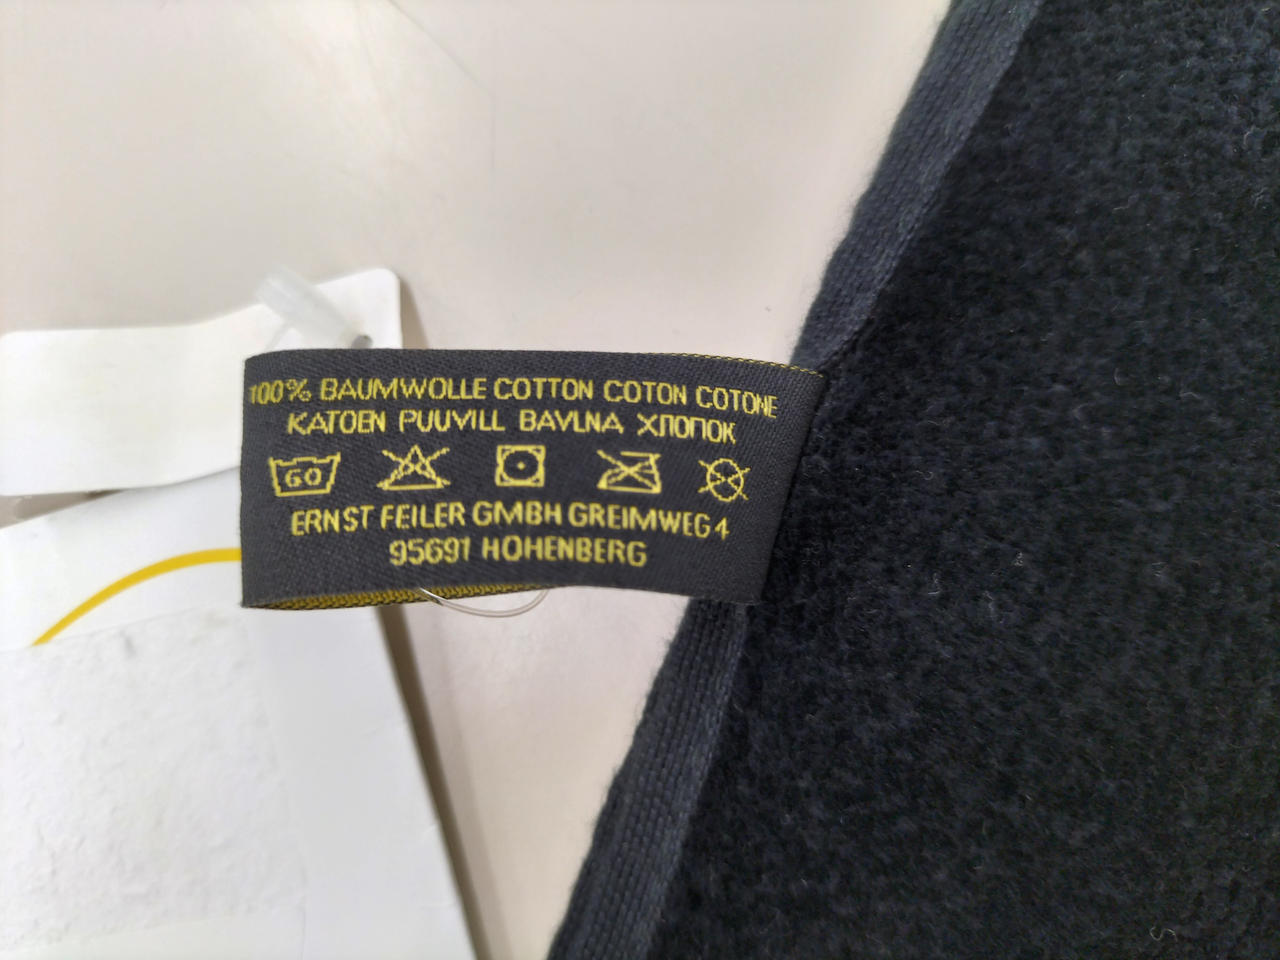 100% BAUMWOLLE COTTON COTON COTONE
KATOEN PUUVILL BAVLNA ХЛОПОК
60
ERNST FEILER GMBH GREIMWEG 4
95691 HOHENBERG